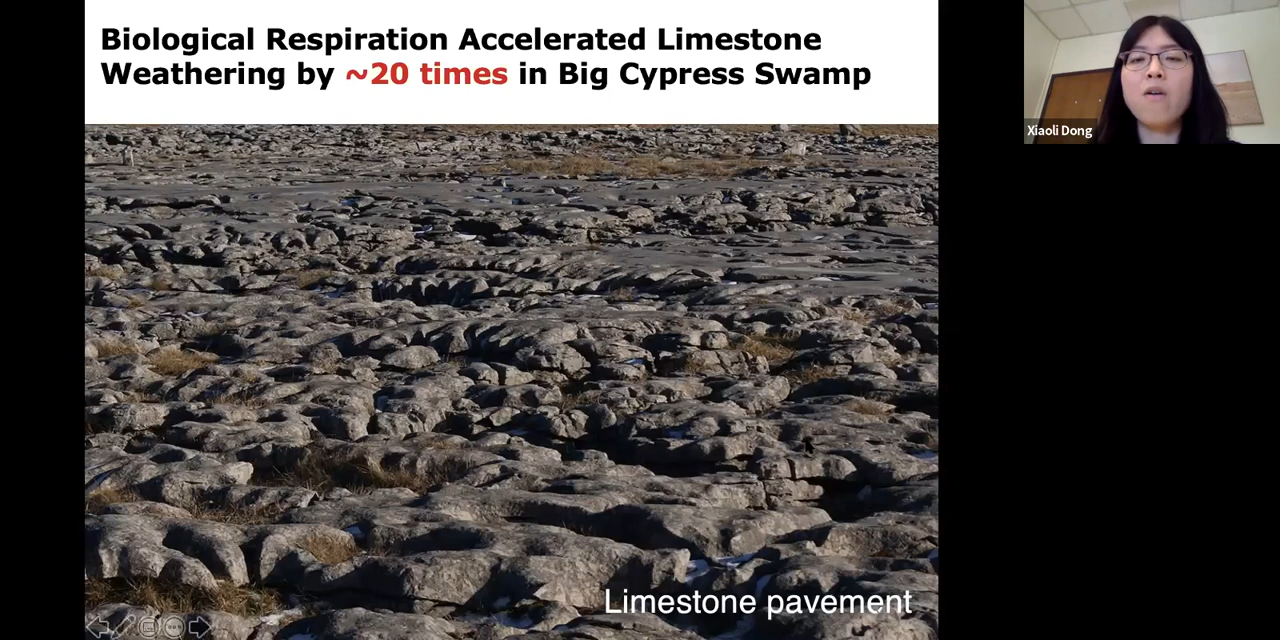 Biological Respiration Accelerated Limestone
Weathering by ~20 times in Big Cypress Swamp
Xiaoli Dong
Limestone pavement